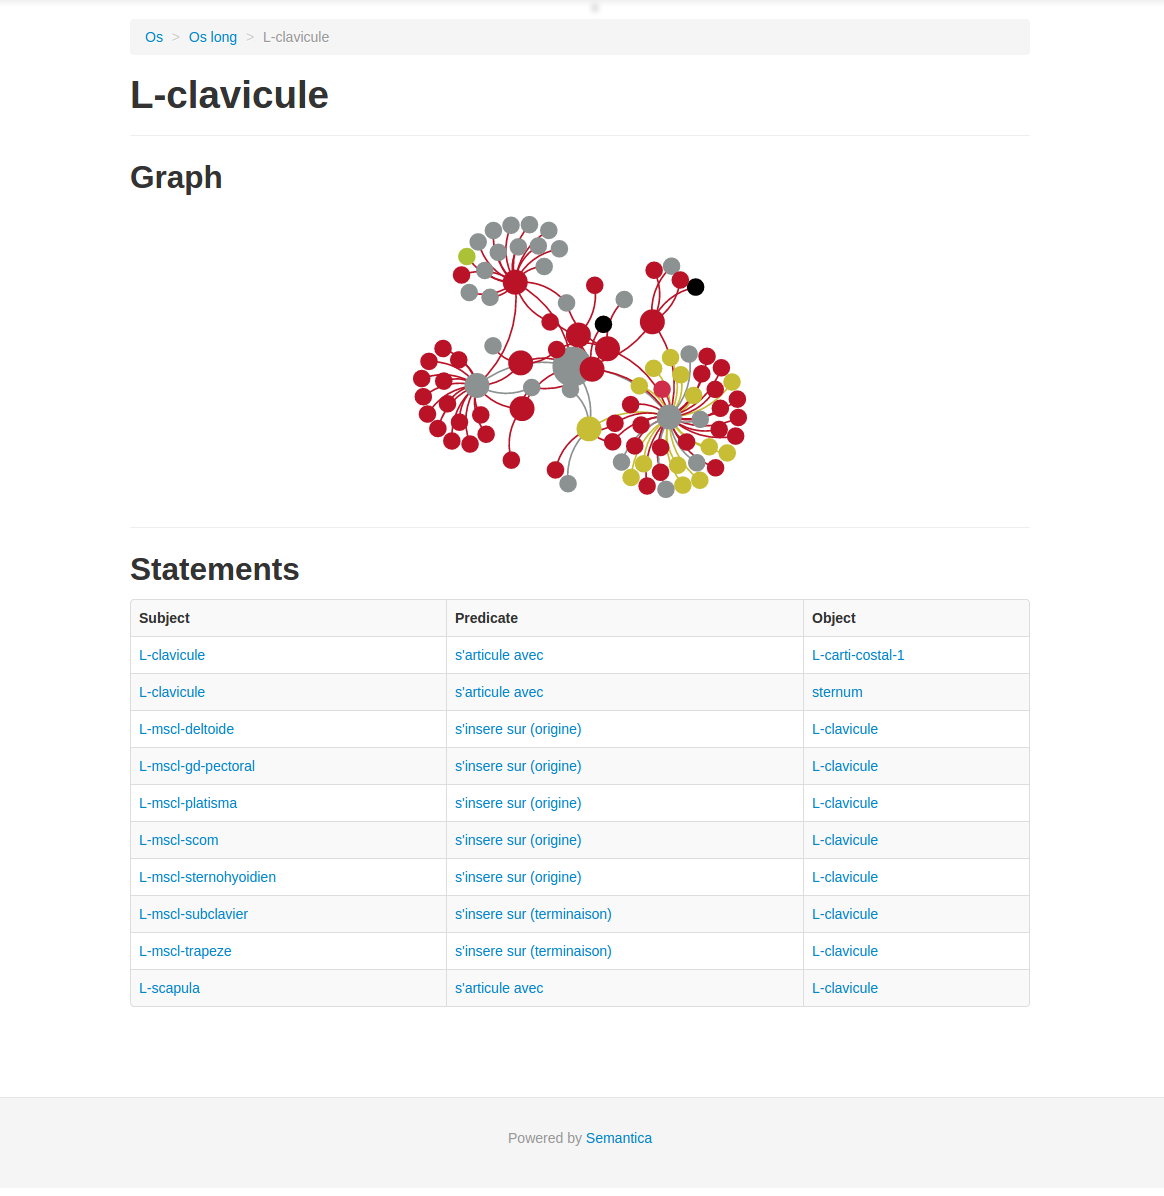 Os > Os long > L-clavicule
L-clavicule
Graph
Statements
Subject Predicate Object
L-clavicule s'articule avec L-carti-costal-1
L-clavicule s'articule avec sternum
L-mscl-deltoide s'insere sur (origine) L-clavicule
L-mscl-gd-pectoral s'insere sur (origine) L-clavicule
L-mscl-platisma s'insere sur (origine) L-clavicule
L-mscl-scom s'insere sur (origine) L-clavicule
L-mscl-sternohyoidien s'insere sur (origine) L-clavicule
L-mscl-subclavier s'insere sur (terminaison) L-clavicule
L-mscl-trapeze s'insere sur (terminaison) L-clavicule
L-scapula s'articule avec L-clavicule
Powered by Semantica